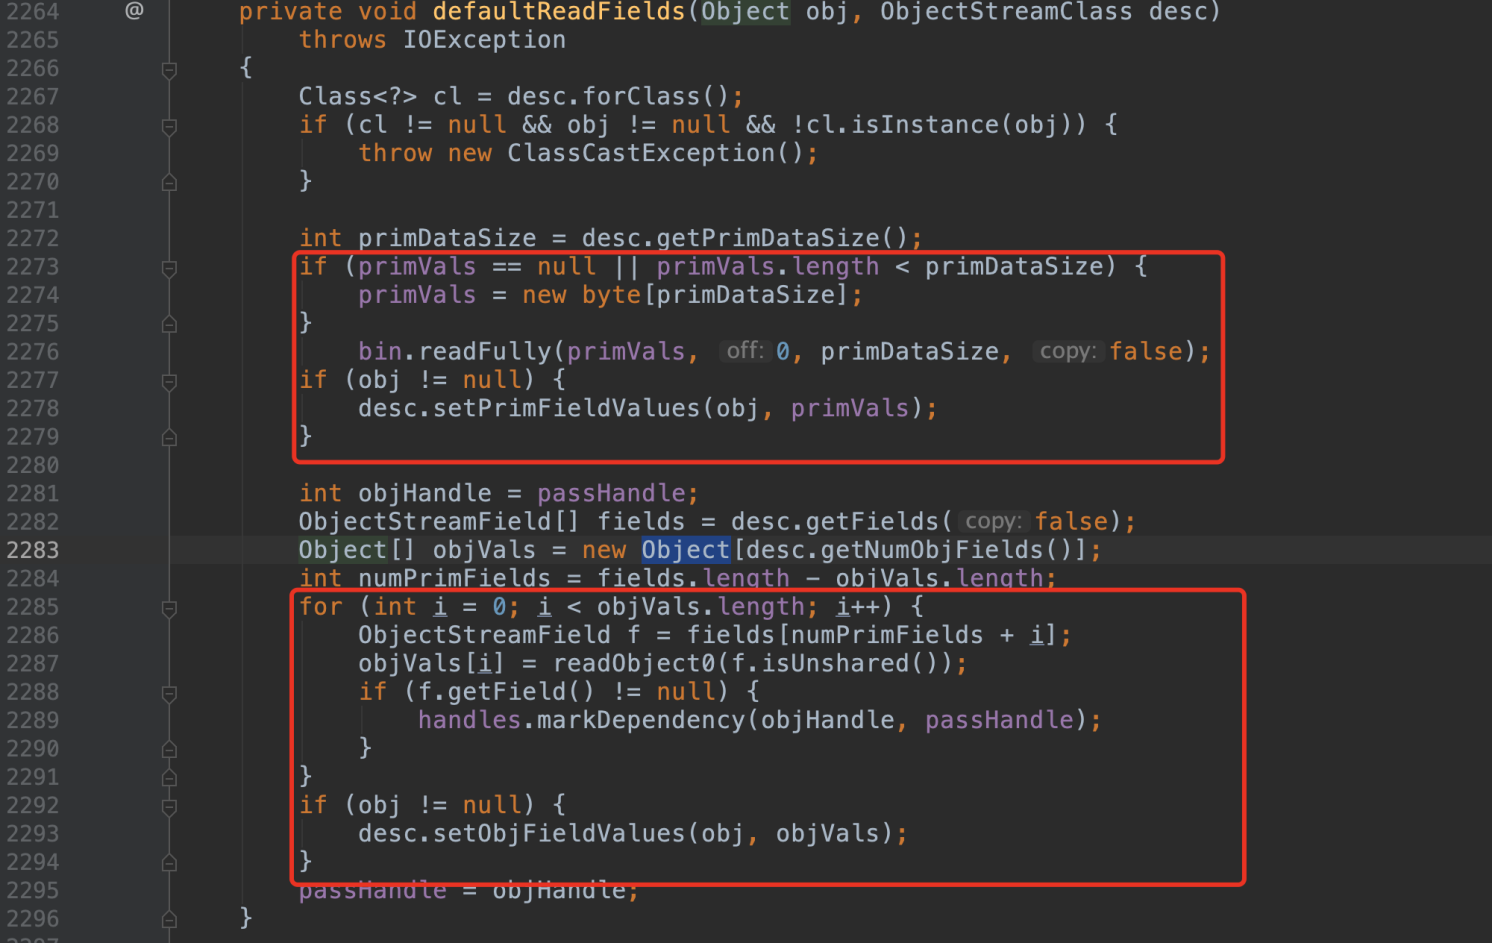 2264 @ private void defaultReadFields(Object obj, ObjectStreamClass desc)
2265 throws IOException
2266 {
2267 Class<?> cl = desc.forClass();
2268 if (cl != null && obj != null && !cl.isInstance(obj)) {
2269 throw new ClassCastException();
2270 }
2271
2272 int primDataSize = desc.getPrimDataSize();
2273 if (primVals == null || primVals.length < primDataSize) {
2274 primVals = new byte[primDataSize];
2275 }
2276 bin.readFully(primVals, off: 0, primDataSize, copy: false);
2277 if (obj != null) {
2278 desc.setPrimFieldValues(obj, primVals);
2279 }
2280
2281 int objHandle = passHandle;
2282 ObjectStreamField[] fields = desc.getFields( copy: false);
2283 Object[] objVals = new Object[desc.getNumObjFields()];
2284 int numPrimFields = fields.length - objVals.length;
2285 for (int i = 0; i < objVals.length; i++) {
2286 ObjectStreamField f = fields[numPrimFields + i];
2287 objVals[i] = readObject0(f.isUnshared());
2288 if (f.getField() != null) {
2289 handles.markDependency(objHandle, passHandle);
2290 }
2291 }
2292 if (obj != null) {
2293 desc.setObjFieldValues(obj, objVals);
2294 }
2295 passHandle = objHandle;
2296 }
2297